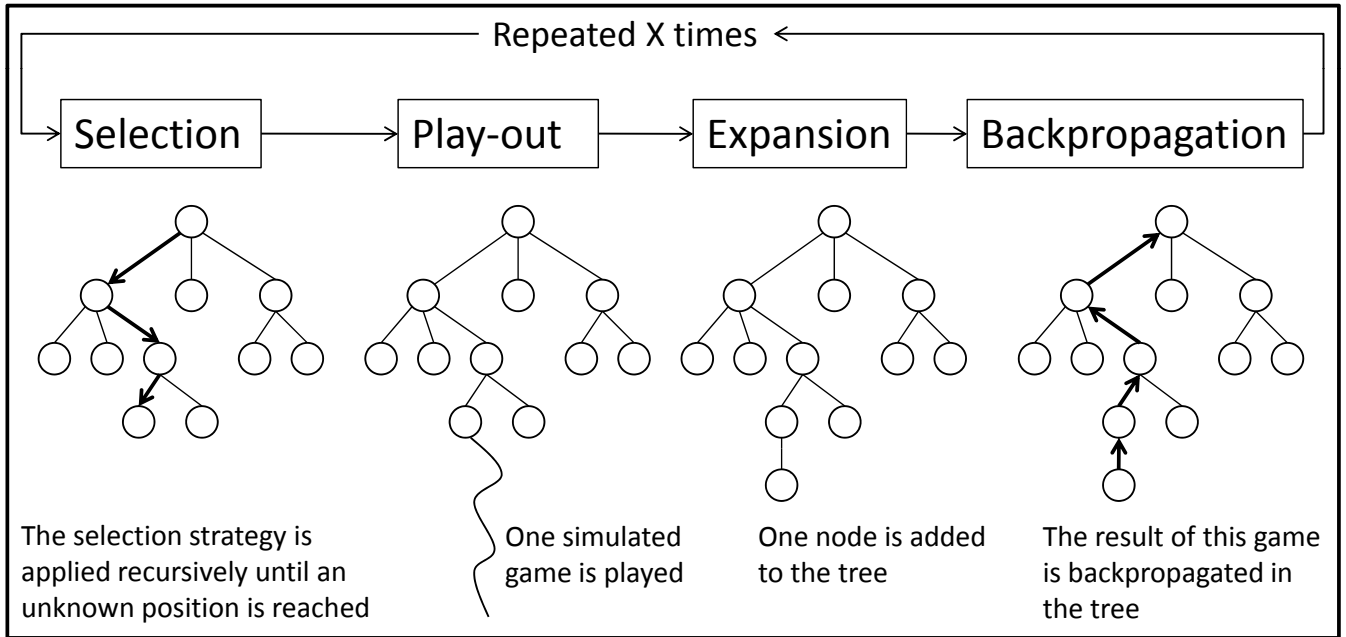 Repeated X times
Selection
Play-out
Expansion
Backpropagation
The selection strategy is
applied recursively until an
unknown position is reached
One simulated
game is played
One node is added
to the tree
The result of this game
is backpropagated in
the tree